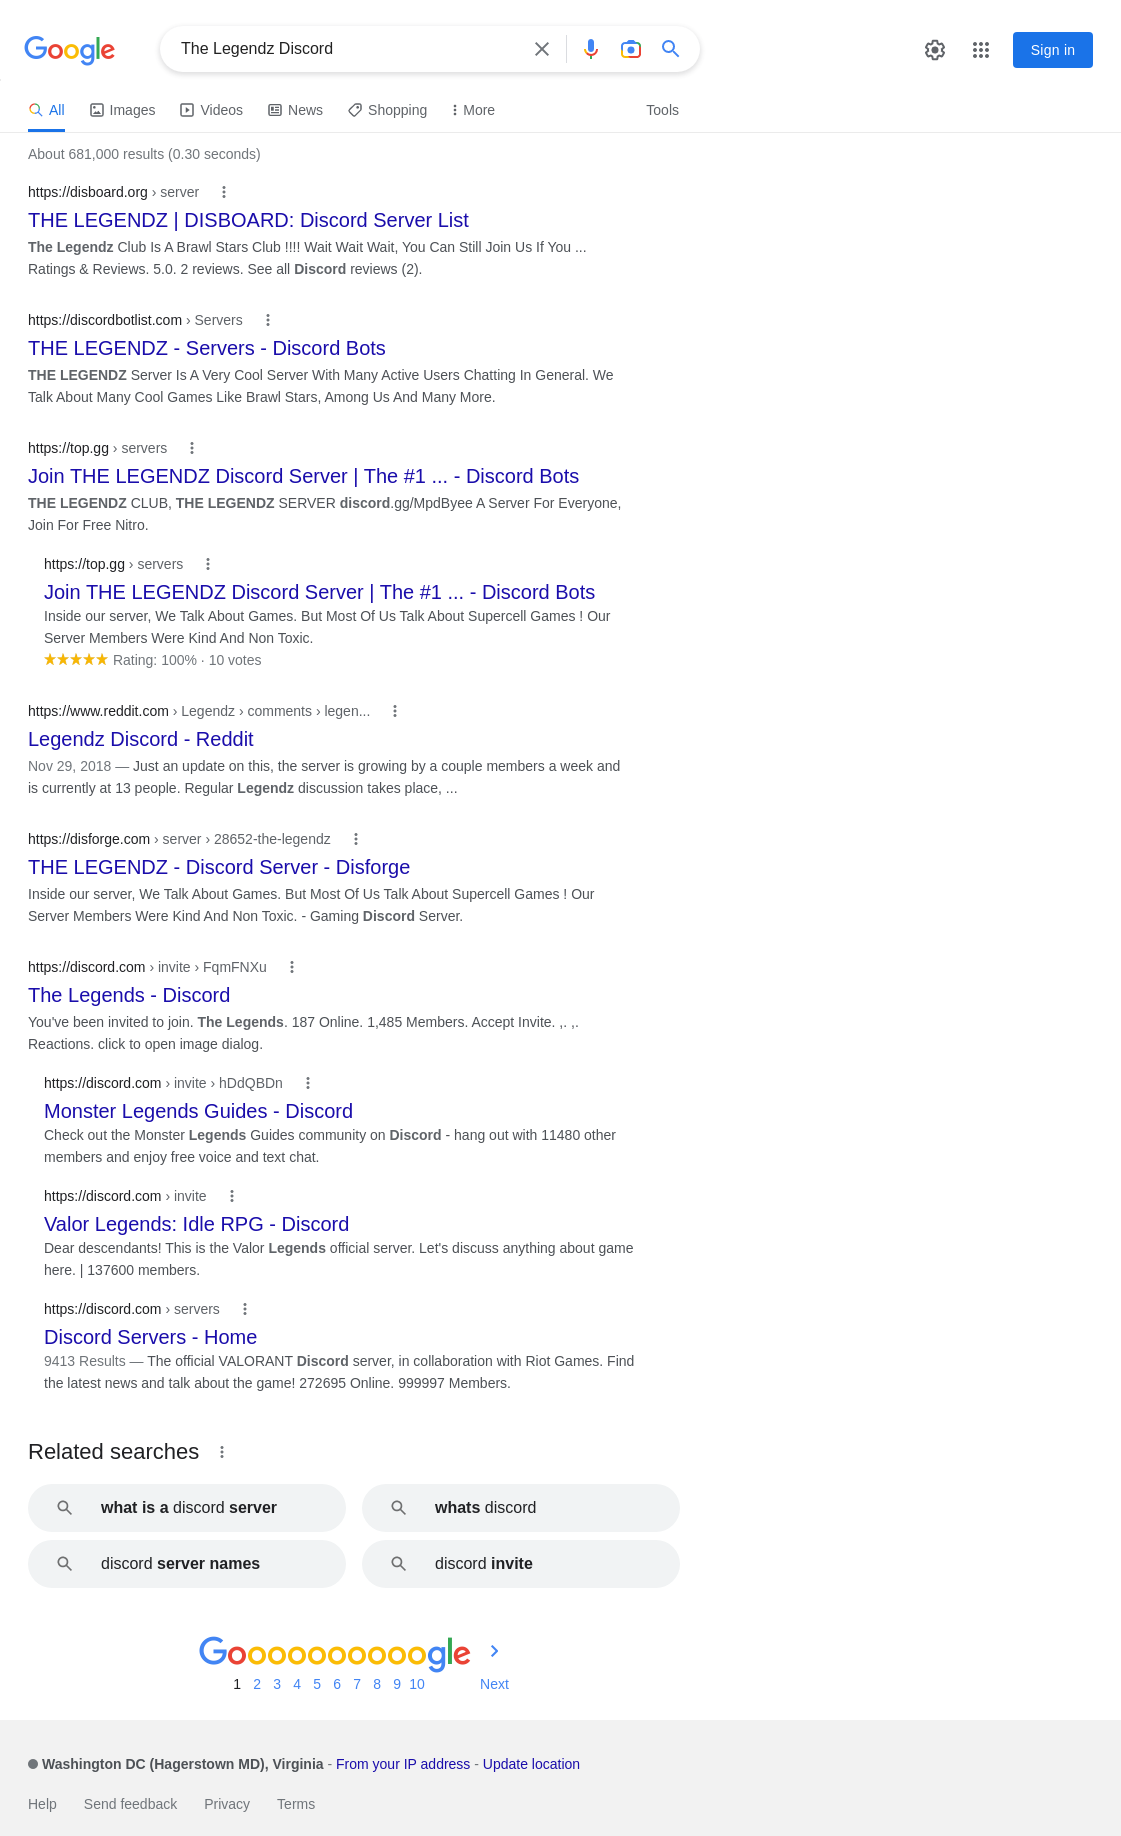 Google
The Legendz Discord
Sign in
All Images Videos News Shopping More Tools
About 681,000 results (0.30 seconds)
https://disboard.org › server
THE LEGENDZ | DISBOARD: Discord Server List
The Legendz Club Is A Brawl Stars Club !!!! Wait Wait Wait, You Can Still Join Us If You ...
Ratings & Reviews. 5.0. 2 reviews. See all Discord reviews (2).
https://discordbotlist.com › Servers
THE LEGENDZ - Servers - Discord Bots
THE LEGENDZ Server Is A Very Cool Server With Many Active Users Chatting In General. We
Talk About Many Cool Games Like Brawl Stars, Among Us And Many More.
https://top.gg › servers
Join THE LEGENDZ Discord Server | The #1 ... - Discord Bots
THE LEGENDZ CLUB, THE LEGENDZ SERVER discord.gg/MpdByee A Server For Everyone,
Join For Free Nitro.
https://top.gg › servers
Join THE LEGENDZ Discord Server | The #1 ... - Discord Bots
Inside our server, We Talk About Games. But Most Of Us Talk About Supercell Games ! Our
Server Members Were Kind And Non Toxic.
Rating: 100% · 10 votes
https://www.reddit.com › Legendz › comments › legen...
Legendz Discord - Reddit
Nov 29, 2018 — Just an update on this, the server is growing by a couple members a week and
is currently at 13 people. Regular Legendz discussion takes place, ...
https://disforge.com › server › 28652-the-legendz
THE LEGENDZ - Discord Server - Disforge
Inside our server, We Talk About Games. But Most Of Us Talk About Supercell Games ! Our
Server Members Were Kind And Non Toxic. - Gaming Discord Server.
https://discord.com › invite › FqmFNXu
The Legends - Discord
You've been invited to join. The Legends. 187 Online. 1,485 Members. Accept Invite. ,. ,.
Reactions. click to open image dialog.
https://discord.com › invite › hDdQBDn
Monster Legends Guides - Discord
Check out the Monster Legends Guides community on Discord - hang out with 11480 other
members and enjoy free voice and text chat.
https://discord.com › invite
Valor Legends: Idle RPG - Discord
Dear descendants! This is the Valor Legends official server. Let's discuss anything about game
here. | 137600 members.
https://discord.com › servers
Discord Servers - Home
9413 Results — The official VALORANT Discord server, in collaboration with Riot Games. Find
the latest news and talk about the game! 272695 Online. 999997 Members.
Related searches
what is a discord server
whats discord
discord server names
discord invite
Goooooooooogle
1 2 3 4 5 6 7 8 9 10 Next
Washington DC (Hagerstown MD), Virginia - From your IP address - Update location
Help Send feedback Privacy Terms